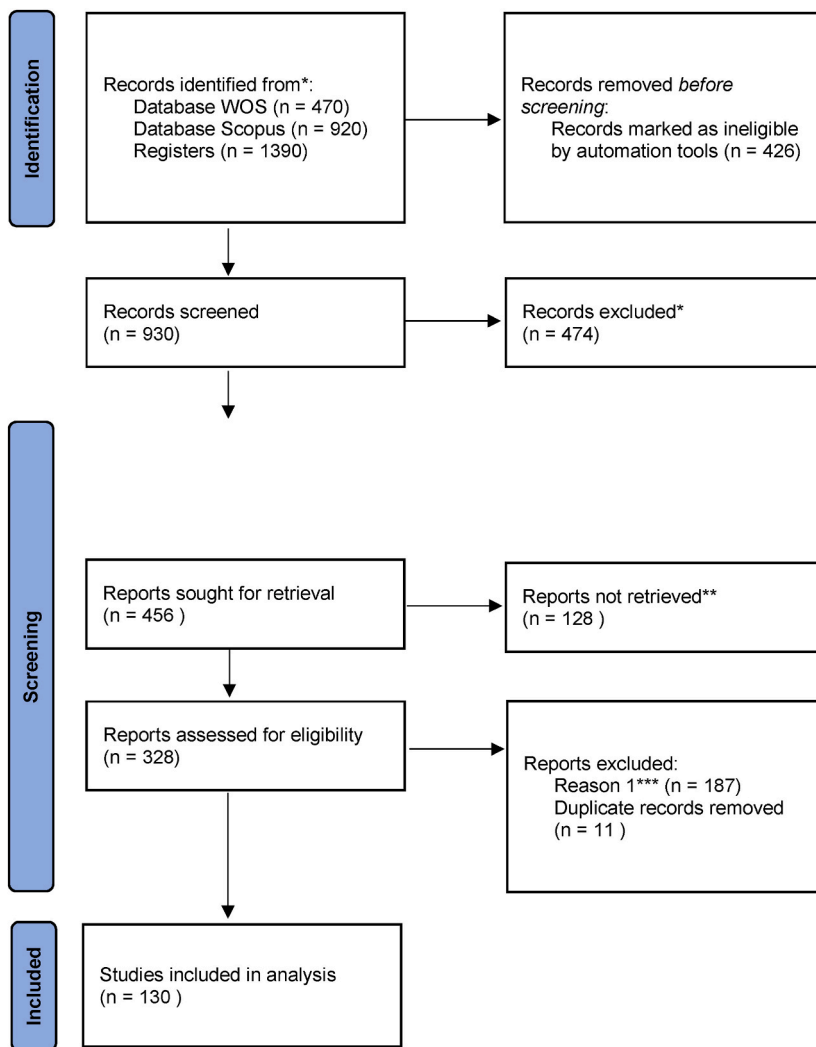 Identification
Records identified from*:
Database WOS (n = 470)
Database Scopus (n = 920)
Registers (n = 1390)
Records removed before
screening:
Records marked as ineligible
by automation tools (n = 426)
Records screened
(n = 930)
Records excluded*
(n = 474)
Screening
Reports sought for retrieval
(n = 456 )
Reports not retrieved**
(n = 128 )
Reports assessed for eligibility
(n = 328)
Reports excluded:
Reason 1*** (n = 187)
Duplicate records removed
(n = 11 )
Included
Studies included in analysis
(n = 130 )